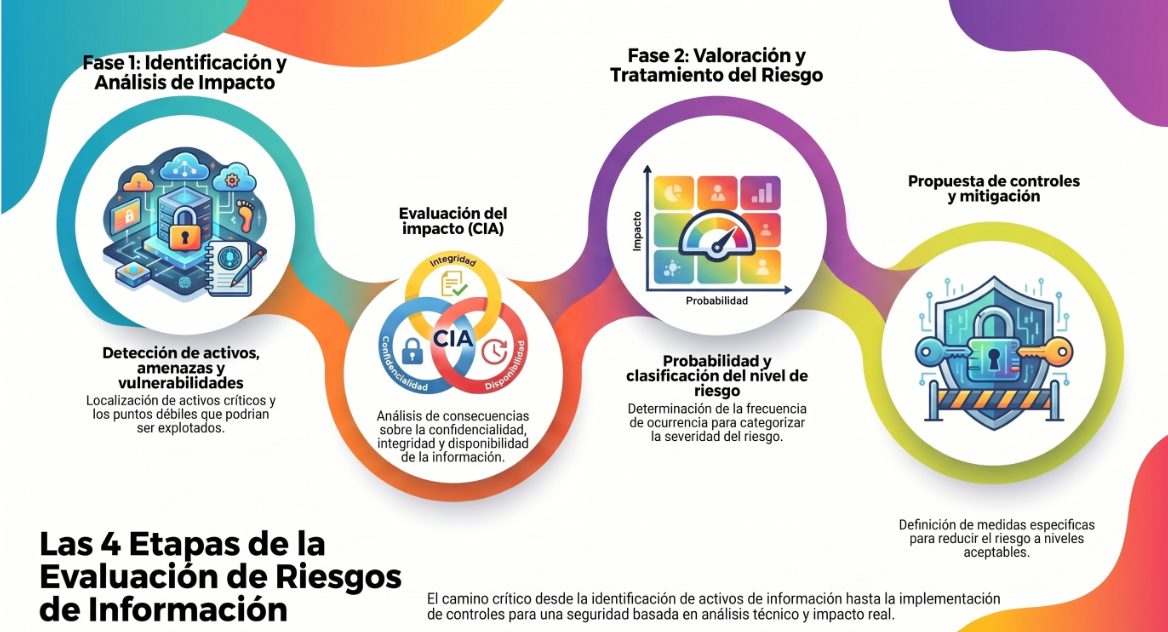 Fase 1: Identificación y
Análisis de Impacto
Detección de activos,
amenazas y
vulnerabilidades
Localización de activos críticos y
los puntos débiles que podrian
ser explotados.
Evaluación del
impacto (CIA)
Integridad
CIA
Confidencialidad
Disponibilidad
Análisis de consecuencias
sobre la confidencialidad,
integridad y disponibilidad
de la información.
Fase 2: Valoración y
Tratamiento del Riesgo
Impacto
Probabilidad
Probabilidad y
clasificación del nivel de
riesgo
Determinación de la frecuencia
de ocurrencia para categorizar
la severidad del riesgo.
Propuesta de controles
y mitigación
Definición de medidas especificas
para reducir el riesgo a niveles
aceptables.
Las 4 Etapas de la
Evaluación de Riesgos
de Información
El camino crítico desde la identificación de activos de información hasta la implementación
de controles para una seguridad basada en análisis técnico y impacto real.